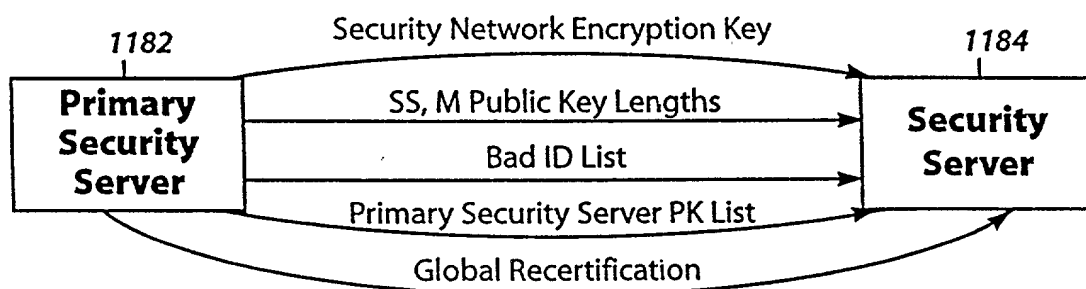 Security Network Encryption Key
1182
1184
Primary
Security
Server
SS, M Public Key Lengths
Bad ID List
Primary Security Server PK List
Global Recertification
Security
Server